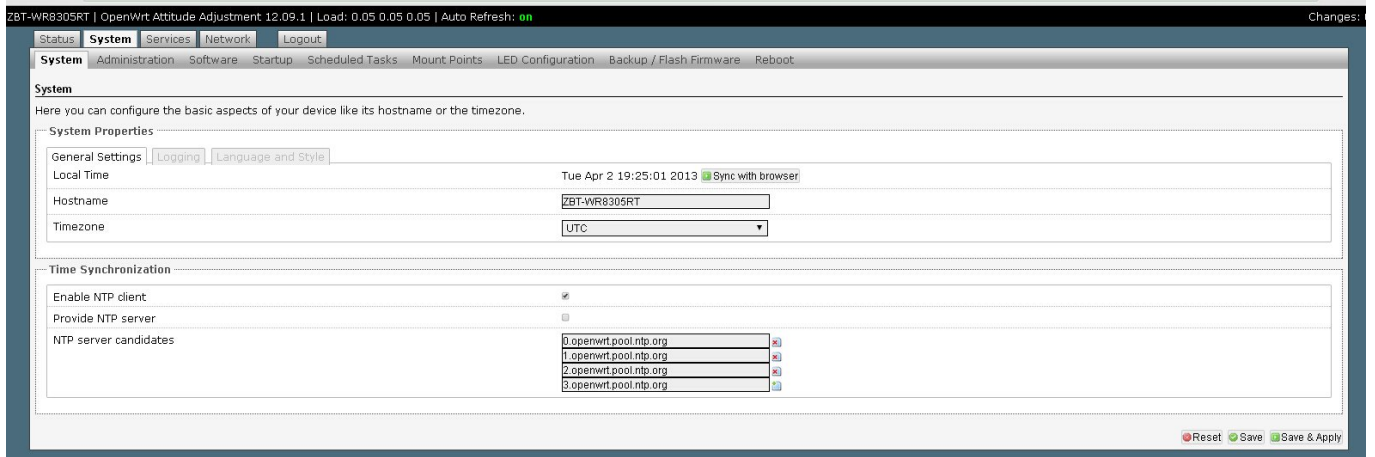 ZBT-WR8305RT | OpenWrt Attitude Adjustment 12.09.1 | Load: 0.05 0.05 0.05 | Auto Refresh: on Changes:
Status System Services Network Logout
System Administration Software Startup Scheduled Tasks Mount Points LED Configuration Backup / Flash Firmware Reboot
System
Here you can configure the basic aspects of your device like its hostname or the timezone.
System Properties
General Settings Logging Language and Style
Local Time Tue Apr 2 19:25:01 2013 Sync with browser
Hostname ZBT-WR8305RT
Timezone UTC
Time Synchronization
Enable NTP client
Provide NTP server
NTP server candidates 0.openwrt.pool.ntp.org
1.openwrt.pool.ntp.org
2.openwrt.pool.ntp.org
3.openwrt.pool.ntp.org
Reset Save Save & Apply